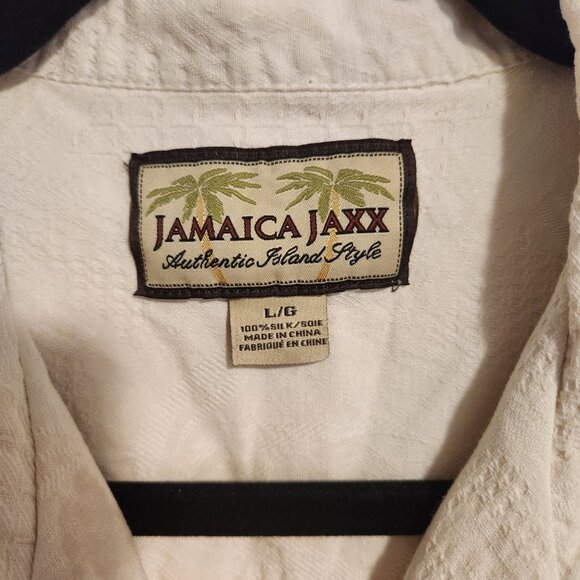 JAMAICA JAXX
Authentic Island Style
L/G
100% SILK/SOIE
MADE IN CHINA
FABRIQUÉ EN CHINE